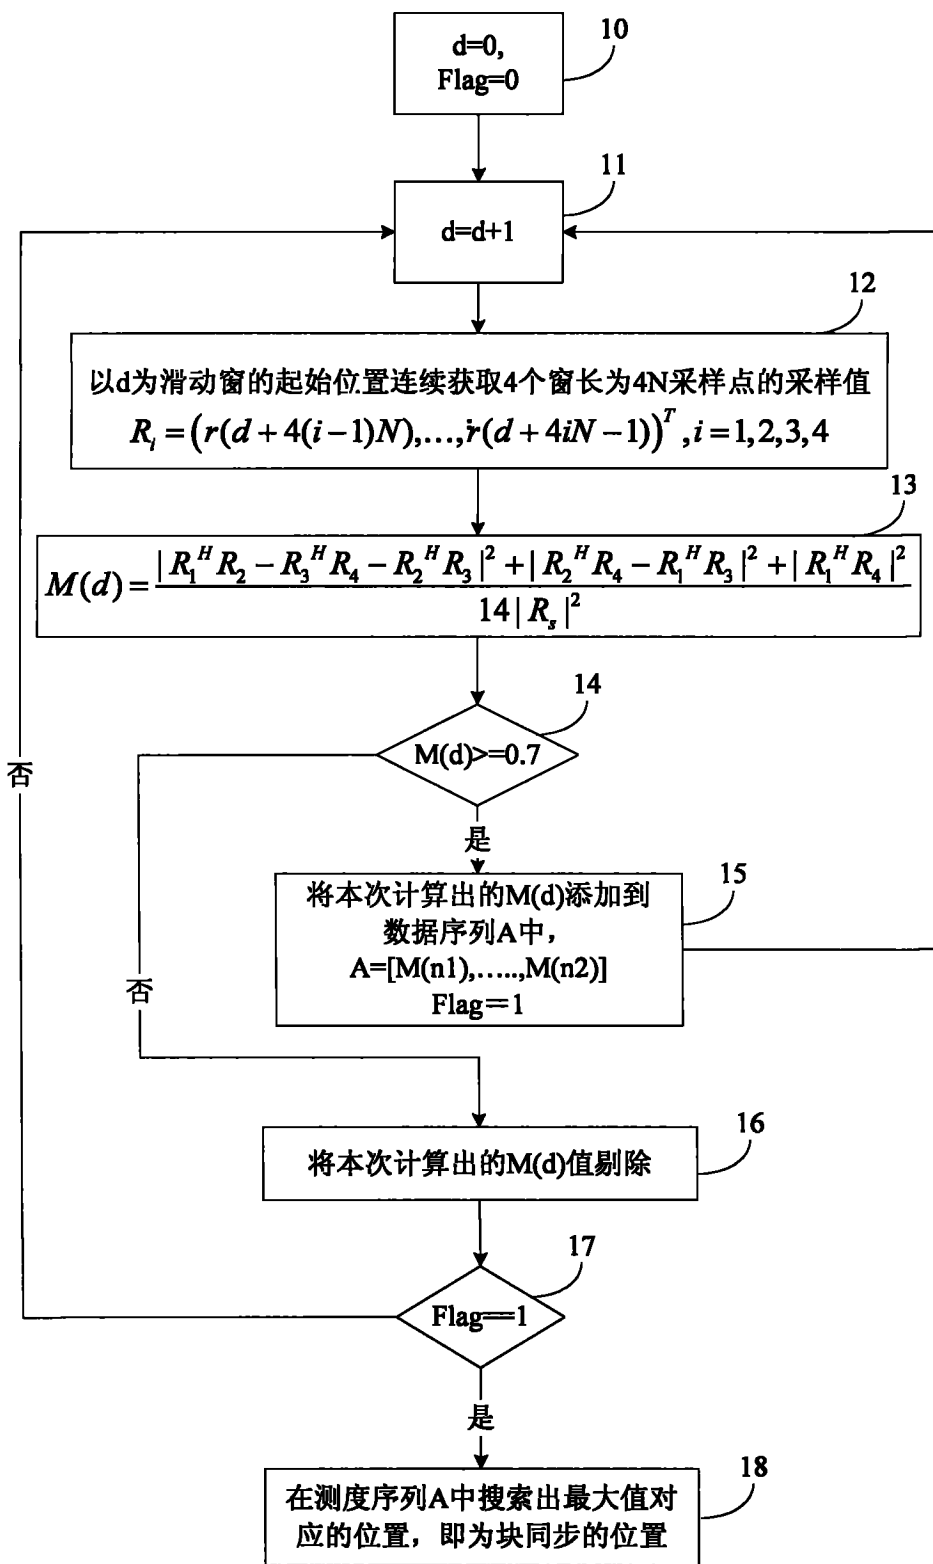 10
d=0,
Flag=0
11
d=d+1
12
以d为滑动窗的起始位置连续获取4个窗长为4N采样点的采样值
R_i = (r(d+4(i−1)N),...,r(d+4iN−1))^T, i=1,2,3,4
13
M(d) = \frac{|R_1^H R_2 − R_3^H R_4 − R_2^H R_3|^2 + |R_2^H R_4 − R_1^H R_3|^2 + |R_1^H R_4|^2}{14|R_s|^2}
14
M(d)>=0.7
否
是
15
将本次计算出的M(d)添加到
数据序列A中，
A=[M(n1),.....,M(n2)]
Flag＝1
否
16
将本次计算出的M(d)值剔除
17
Flag==1
是
18
在测度序列A中搜索出最大值对
应的位置，即为块同步的位置